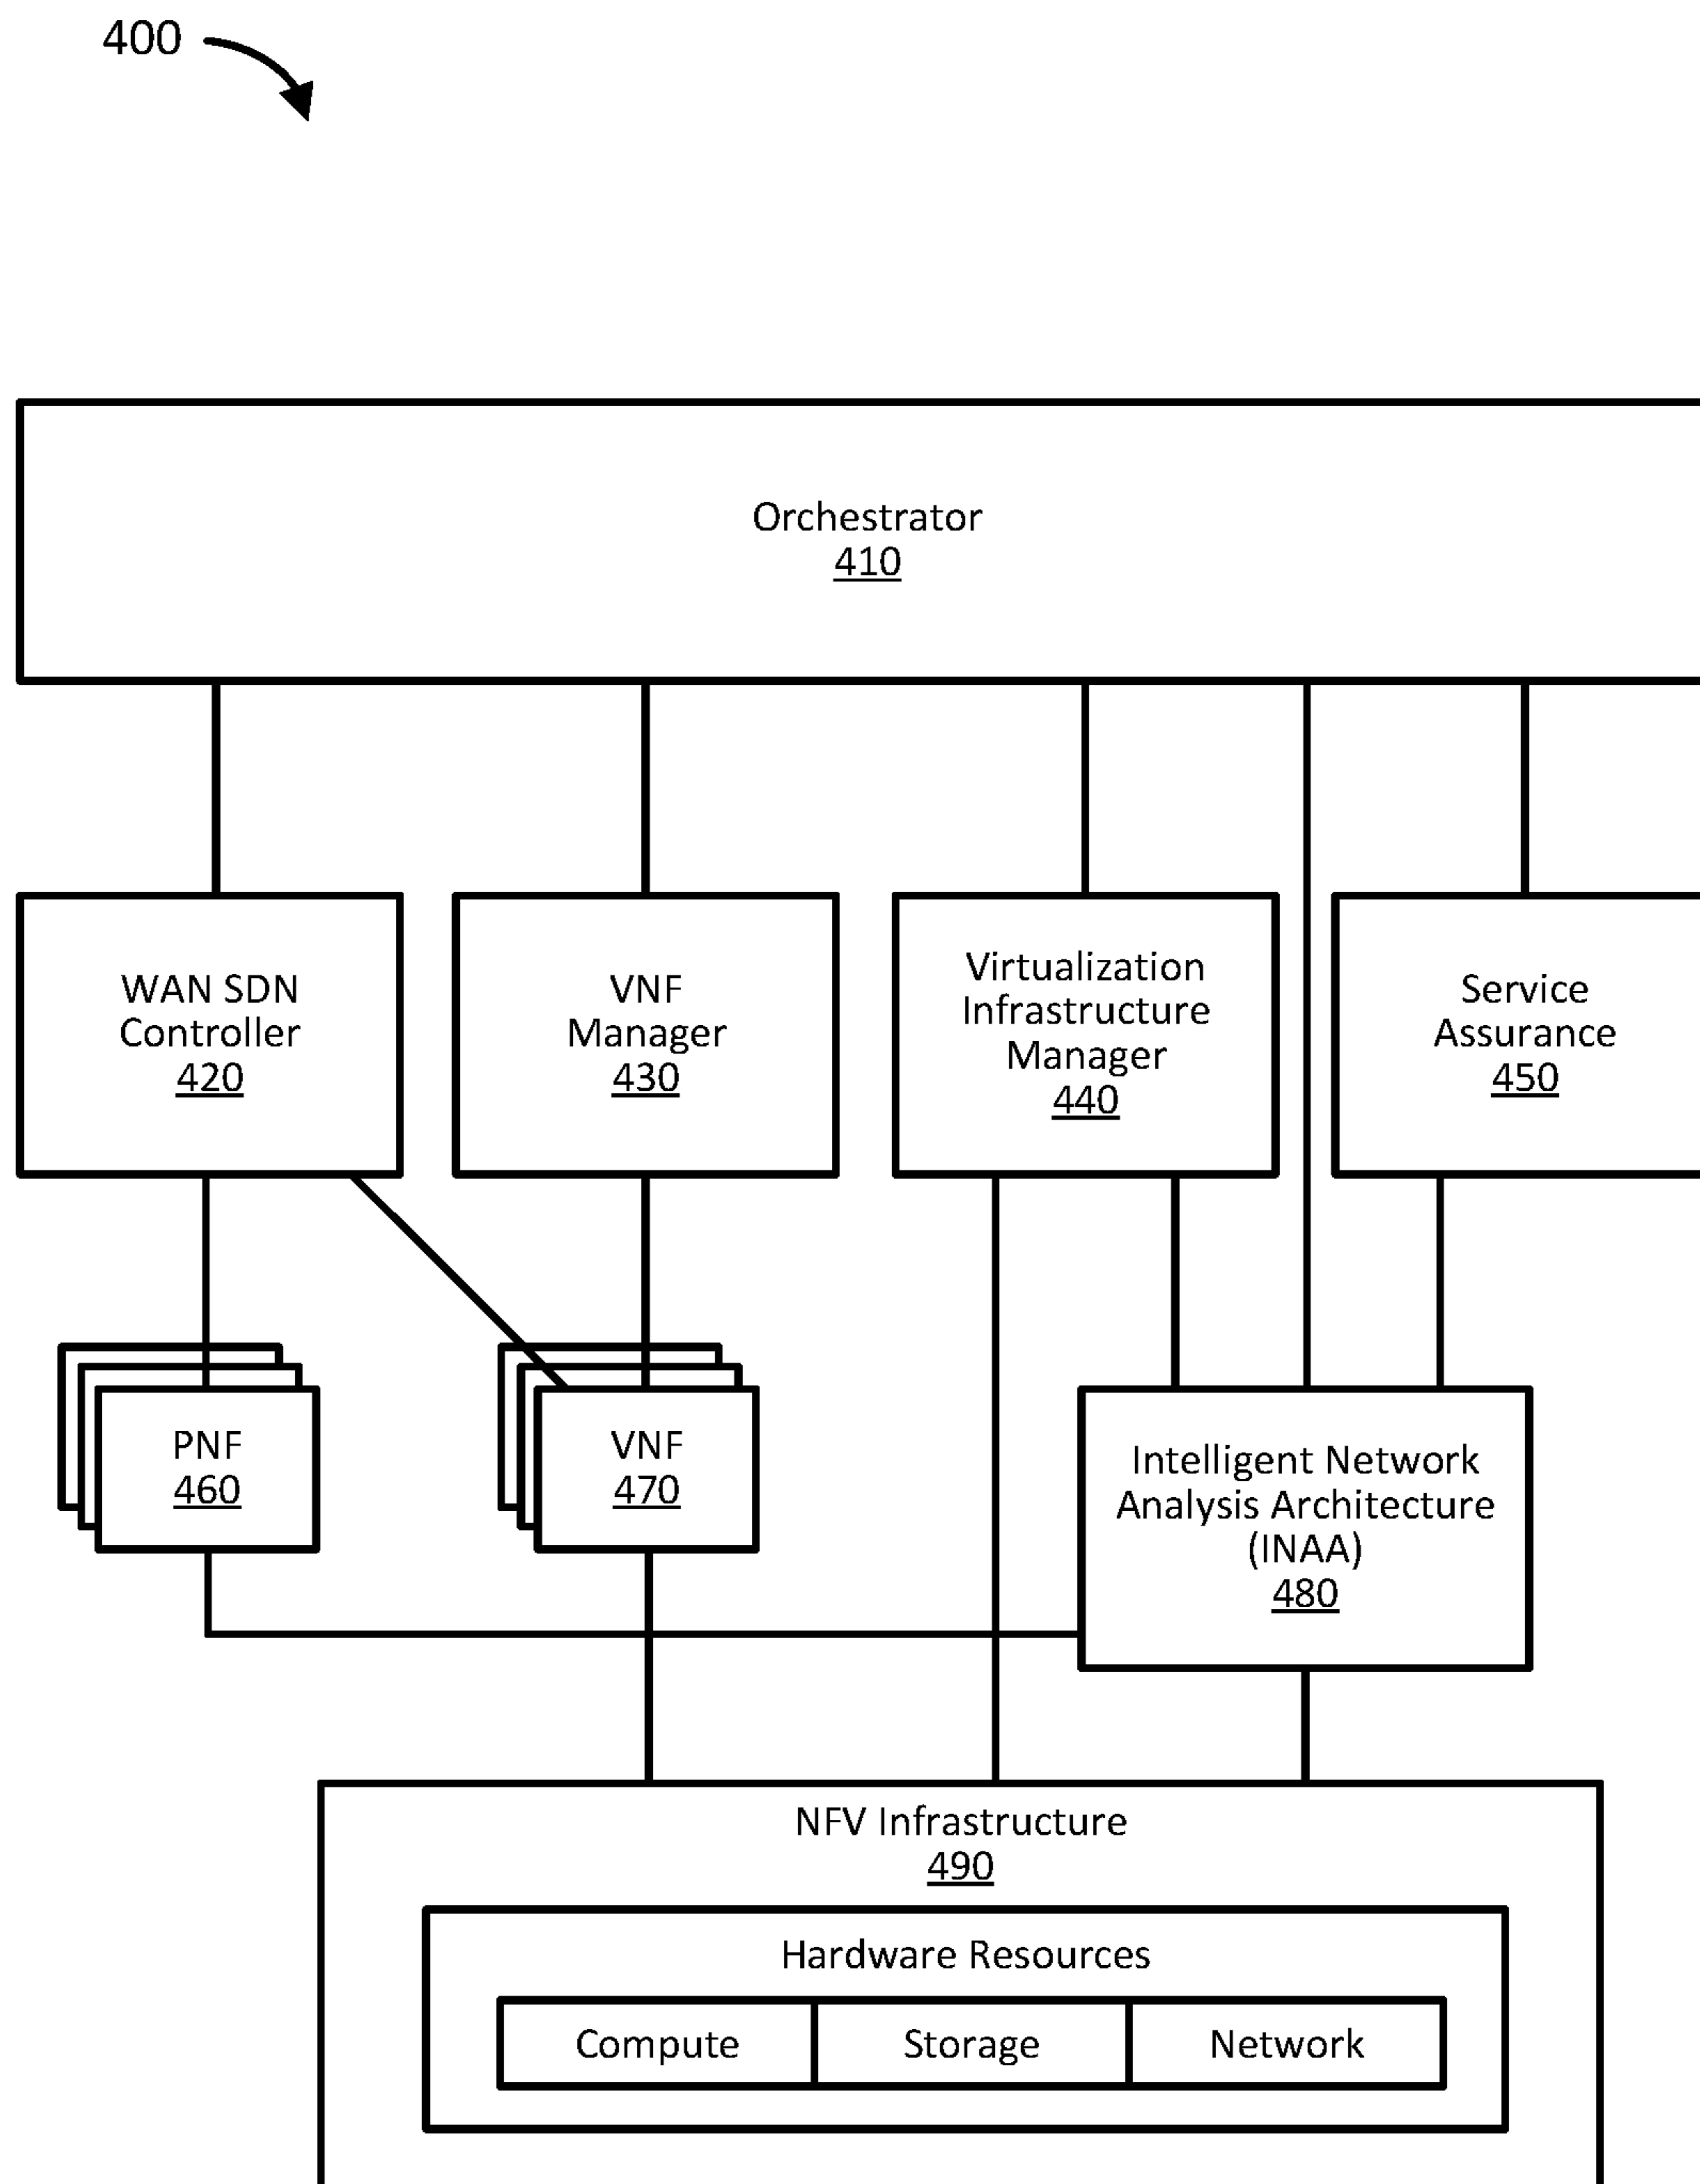 400
Orchestrator
410
WAN SDN
Controller
420
VNF
Manager
430
Virtualization
Infrastructure
Manager
440
Service
Assurance
450
PNF
460
VNF
470
Intelligent Network
Analysis Architecture
(INAA)
480
NFV Infrastructure
490
Hardware Resources
Compute
Storage
Network